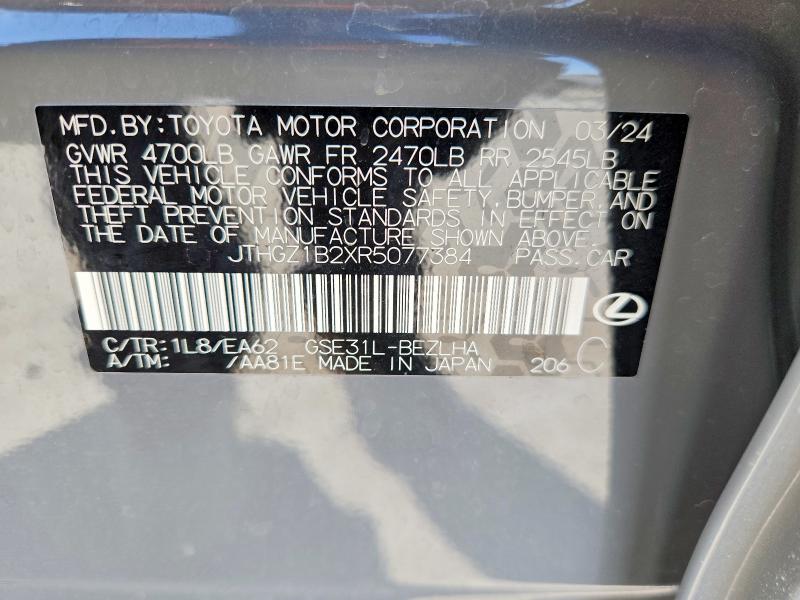 MFD.BY:TOYOTA MOTOR CORPORATION 03/24
GVWR 4700LB GAWR FR 2470LB RR 2545LB
THIS VEHICLE CONFORMS TO ALL APPLICABLE
FEDERAL MOTOR VEHICLE SAFETY,BUMPER,AND
THEFT PREVENTION STANDARDS IN EFFECT ON
THE DATE OF MANUFACTURE SHOWN ABOVE.
JTHGZ1B2XR5077384 PASS.CAR
C/TR:1L8/EA62 GSE31L-BEZLHA
A/TM: /AA81E MADE IN JAPAN 206 C